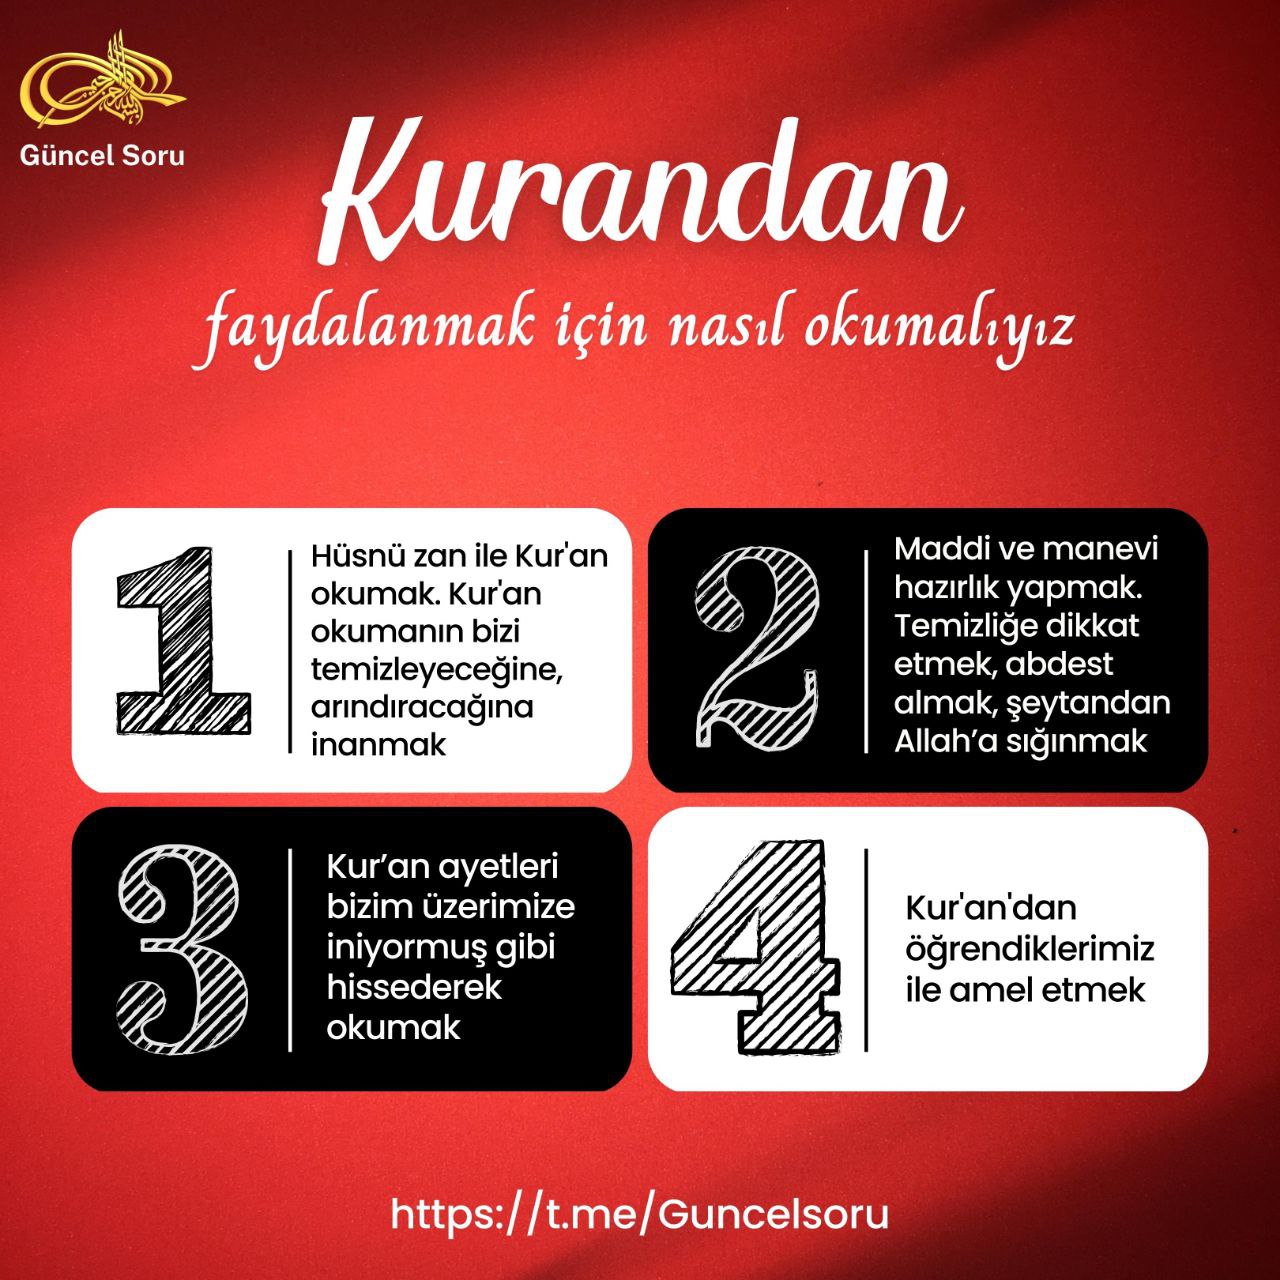 Güncel Soru
Kurandan
faydalanmak için nasıl okumalıyız
1
Hüsnü zan ile Kur'an
okumak. Kur'an
okumanın bizi
temizleyeceğine,
arındıracağına
inanmak
2
Maddi ve manevi
hazırlık yapmak.
Temizliğe dikkat
etmek, abdest
almak, şeytandan
Allah’a sığınmak
3
Kur’an ayetleri
bizim üzerimize
iniyormuş gibi
hissederek
okumak
4
Kur'an'dan
öğrendiklerimiz
ile amel etmek
https://t.me/Guncelsoru